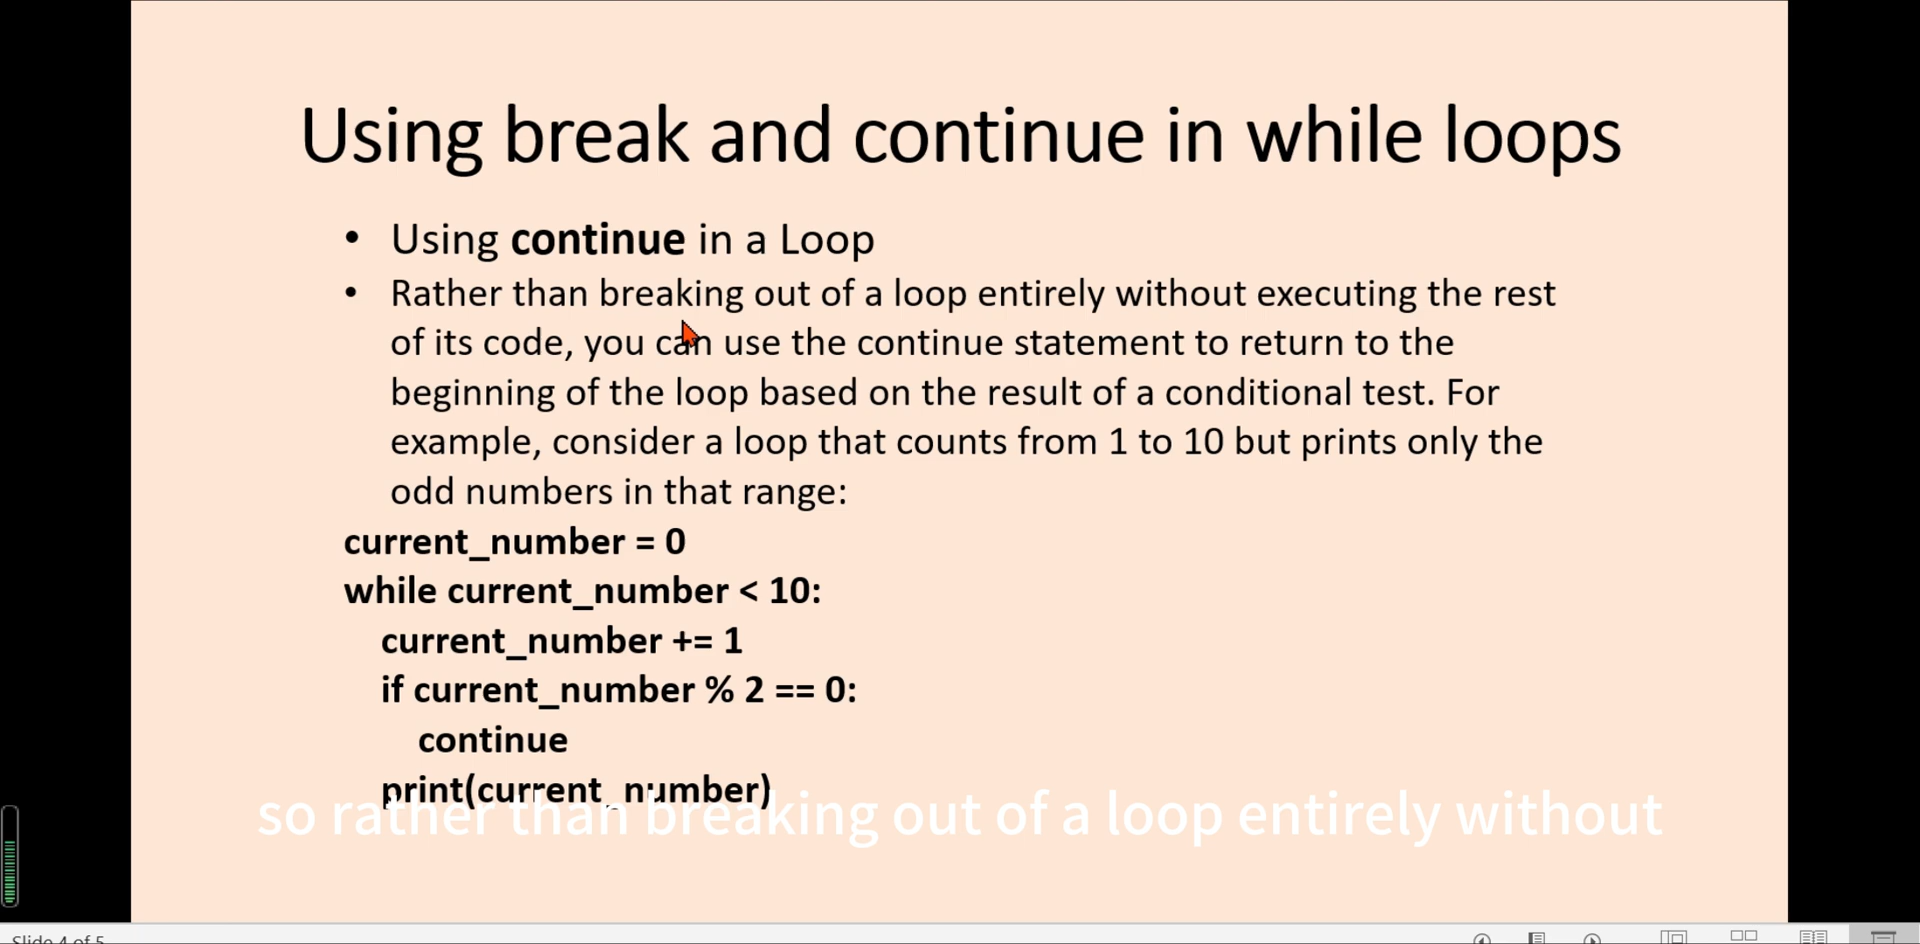 Using break and continue in while loops
• Using continue in a Loop
• Rather than breaking out of a loop entirely without executing the rest
of its code, you can use the continue statement to return to the
beginning of the loop based on the result of a conditional test. For
example, consider a loop that counts from 1 to 10 but prints only the
odd numbers in that range:
current_number = 0
while current_number < 10:
current_number += 1
if current_number % 2 == 0:
continue
print(current_number)
so rather than breaking out of a loop entirely without
Slide 4 of 5